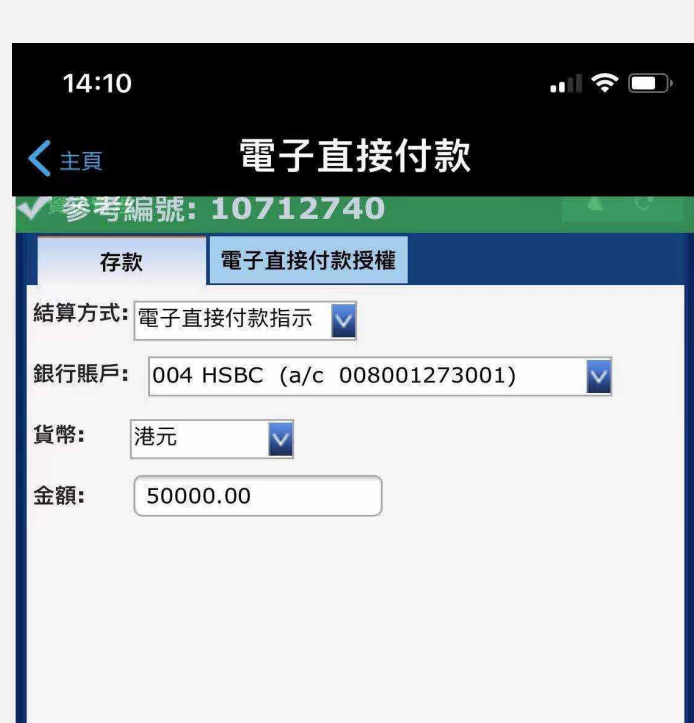 14:10
主頁
電子直接付款
參考編號: 10712740
存款
電子直接付款授權
結算方式: 電子直接付款指示
銀行賬戶: 004 HSBC (a/c 008001273001)
貨幣: 港元
金額: 50000.00